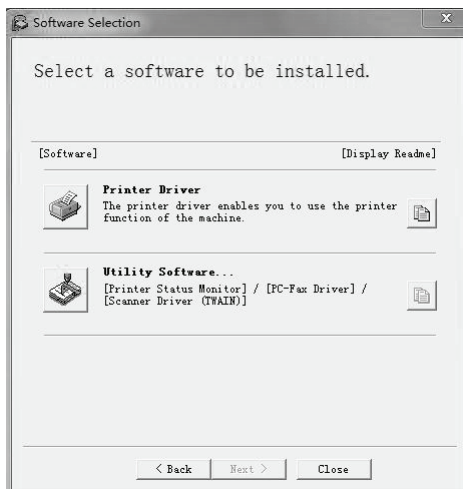 Software Selection
X
Select a software to be installed.
[Software] [Display Readme]
Printer Driver
The printer driver enables you to use the printer
function of the machine.
Utility Software...
[Printer Status Monitor] / [PC-Fax Driver] /
[Scanner Driver (TWAIN)]
< Back Next > Close